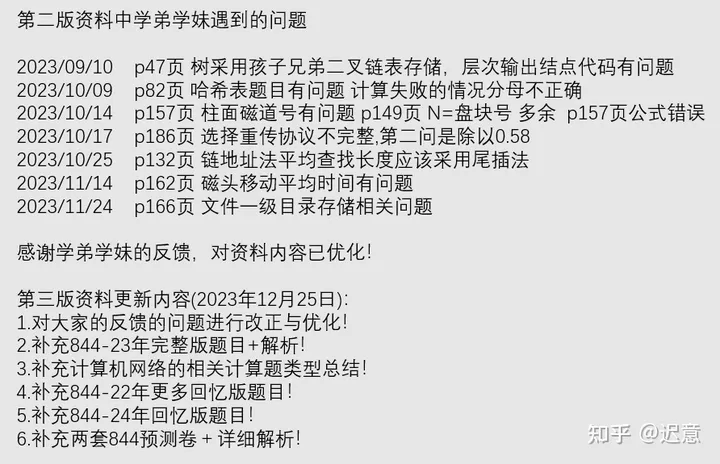 第二版资料中学弟学妹遇到的问题
2023/09/10 p47页 树采用孩子兄弟二叉链表存储，层次输出结点代码有问题
2023/10/09 p82页 哈希表题目有问题 计算失败的情况分母不正确
2023/10/14 p157页 柱面磁道号有问题 p149页 N=盘块号 多余 p157页公式错误
2023/10/17 p186页 选择重传协议不完整,第二问是除以0.58
2023/10/25 p132页 链地址法平均查找长度应该采用尾插法
2023/11/14 p162页 磁头移动平均时间有问题
2023/11/24 p166页 文件一级目录存储相关问题
感谢学弟学妹的反馈，对资料内容已优化!
第三版资料更新内容(2023年12月25日):
1.对大家的反馈的问题进行改正与优化!
2.补充844-23年完整版题目+解析!
3.补充计算机网络的相关计算题类型总结!
4.补充844-22年更多回忆版题目!
5.补充844-24年回忆版题目!
6.补充两套844预测卷 + 详细解析!
知乎 @迟意